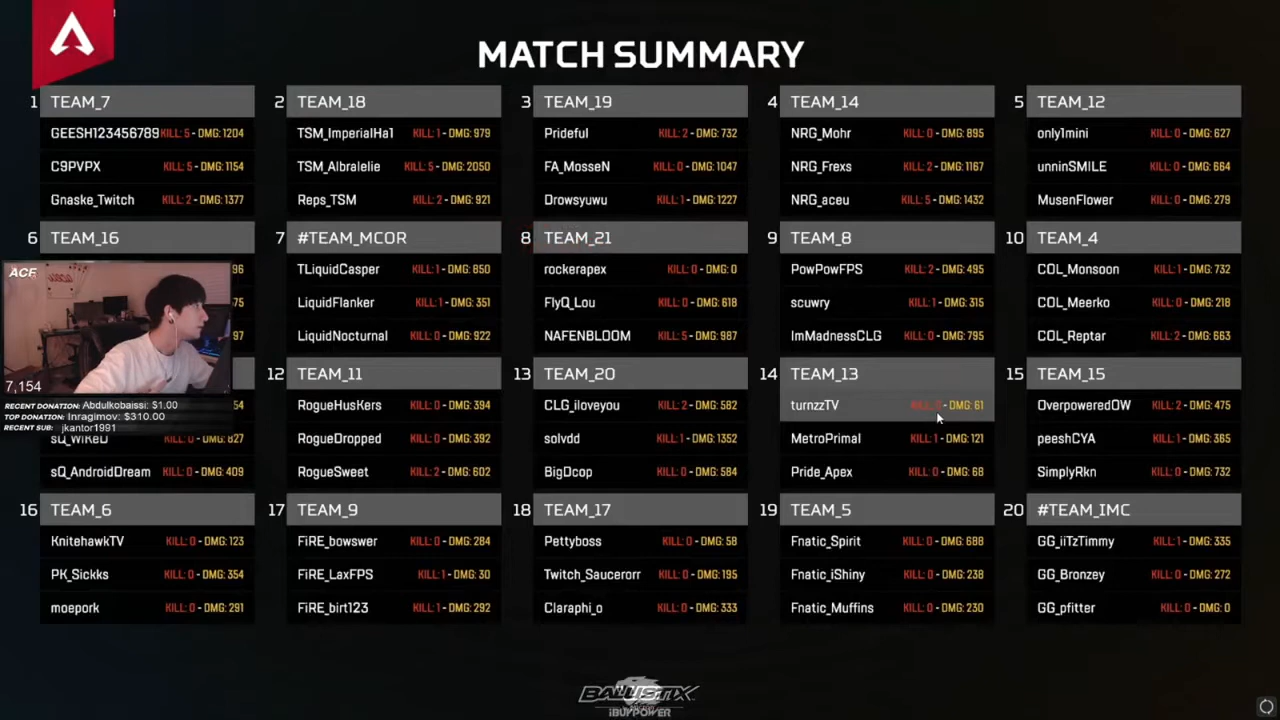 MATCH SUMMARY
1 TEAM_7
GEESH123456789 KILL: 5 - DMG: 1204
C9PVPX KILL: 5 - DMG: 1154
Gnaske_Twitch KILL: 2 - DMG: 1377
2 TEAM_18
TSM_ImperialHa1 KILL: 1 - DMG: 979
TSM_Albralelie KILL: 5 - DMG: 2050
Reps_TSM KILL: 2 - DMG: 921
3 TEAM_19
Prideful KILL: 2 - DMG: 732
FA_MosseN KILL: 0 - DMG: 1047
Drowsyuwu KILL: 1 - DMG: 1227
4 TEAM_14
NRG_Mohr KILL: 0 - DMG: 895
NRG_Frexs KILL: 2 - DMG: 1167
NRG_aceu KILL: 5 - DMG: 1432
5 TEAM_12
only1mini KILL: 0 - DMG: 627
unninSMILE KILL: 0 - DMG: 664
MusenFlower KILL: 0 - DMG: 279
6 TEAM_16
96
75
97
7 #TEAM_MCOR
TLiquidCasper KILL: 1 - DMG: 850
LiquidFlanker KILL: 1 - DMG: 351
LiquidNocturnal KILL: 0 - DMG: 922
8 TEAM_21
rockerapex KILL: 0 - DMG: 0
FlyQ_Lou KILL: 0 - DMG: 618
NAFENBLOOM KILL: 5 - DMG: 987
9 TEAM_8
PowPowFPS KILL: 2 - DMG: 495
scuwry KILL: 1 - DMG: 315
ImMadnessCLG KILL: 0 - DMG: 795
10 TEAM_4
COL_Monsoon KILL: 1 - DMG: 732
COL_Meerko KILL: 0 - DMG: 218
COL_Reptar KILL: 2 - DMG: 663
ACE
7,154
RECENT DONATION: Abdulkobaissi: $1.00
TOP DONATION: Inragimov: $310.00
RECENT SUB: jkantor1991
54
sQ_WiKeD KILL: 0 - DMG: 827
sQ_AndroidDream KILL: 0 - DMG: 409
12 TEAM_11
RogueHusKers KILL: 0 - DMG: 394
RogueDropped KILL: 0 - DMG: 392
RogueSweet KILL: 2 - DMG: 602
13 TEAM_20
CLG_iloveyou KILL: 2 - DMG: 582
solvdd KILL: 1 - DMG: 1352
BigDcop KILL: 0 - DMG: 584
14 TEAM_13
turnzzTV KILL: - DMG: 61
MetroPrimal KILL: 1 - DMG: 121
Pride_Apex KILL: 0 - DMG: 68
15 TEAM_15
OverpoweredOW KILL: 2 - DMG: 475
peeshCYA KILL: 1 - DMG: 365
SimplyRkn KILL: 0 - DMG: 732
16 TEAM_6
KnitehawkTV KILL: 0 - DMG: 123
PK_Sickks KILL: 0 - DMG: 354
moepork KILL: 0 - DMG: 291
17 TEAM_9
FiRE_bowswer KILL: 0 - DMG: 284
FiRE_LaxFPS KILL: 1 - DMG: 30
FiRE_birt123 KILL: 1 - DMG: 292
18 TEAM_17
Pettyboss KILL: 0 - DMG: 58
Twitch_Saucerorr KILL: 0 - DMG: 195
Claraphi_o KILL: 0 - DMG: 333
19 TEAM_5
Fnatic_Spirit KILL: 0 - DMG: 688
Fnatic_iShiny KILL: 0 - DMG: 238
Fnatic_Muffins KILL: 0 - DMG: 230
20 #TEAM_IMC
GG_iiTzTimmy KILL: 1 - DMG: 335
GG_Bronzey KILL: 0 - DMG: 272
GG_pfitter KILL: 0 - DMG: 0
BALLISTIX
iBUYPOWER